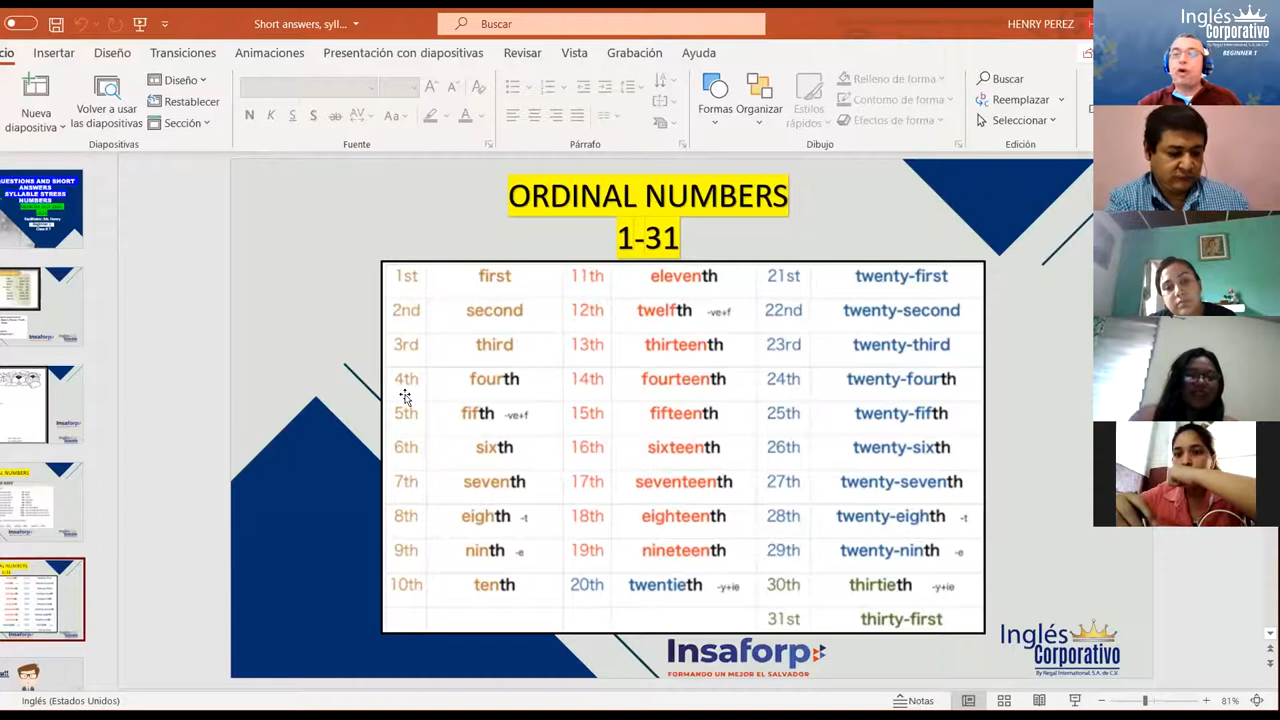 Short answers, syll...
Buscar
HENRY PEREZ
cio
Insertar
Diseño
Transiciones
Animaciones
Presentación con diapositivas
Revisar
Vista
Grabación
Ayuda
Nueva diapositiva
Volver a usar las diapositivas
Diseño
Restablecer
Sección
Diapositivas
Fuente
Párrafo
Formas
Organizar
Estilos rápidos
Relleno de forma
Contorno de forma
Efectos de forma
Dibujo
Buscar
Reemplazar
Seleccionar
Edición
Inglés
Corporativo
By Regal International, S.A. de C.V.
BEGINNER 1
QUESTIONS AND SHORT
ANSWERS
SYLLABLE STRESS
NUMBERS
ORDINAL NUMBERS
1-31
1st first 11th eleventh 21st twenty-first
2nd second 12th twelfth -ve+f 22nd twenty-second
3rd third 13th thirteenth 23rd twenty-third
4th fourth 14th fourteenth 24th twenty-fourth
5th fifth -ve+f 15th fifteenth 25th twenty-fifth
6th sixth 16th sixteenth 26th twenty-sixth
7th seventh 17th seventeenth 27th twenty-seventh
8th eighth -t 18th eighteenth 28th twenty-eighth -t
9th ninth -e 19th nineteenth 29th twenty-ninth -e
10th tenth 20th twentieth -y+ie 30th thirtieth -y+ie
31st thirty-first
Insaforp
FORMANDO UN MEJOR EL SALVADOR
Inglés
Corporativo
By Regal International, S.A. de C.V.
Inglés (Estados Unidos)
Notas
81%